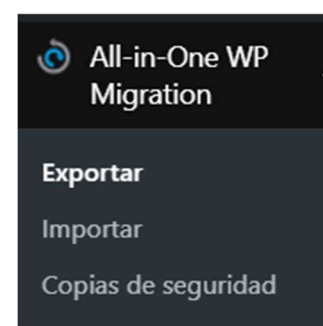 All-in-One WP
Migration
Exportar
Importar
Copias de seguridad